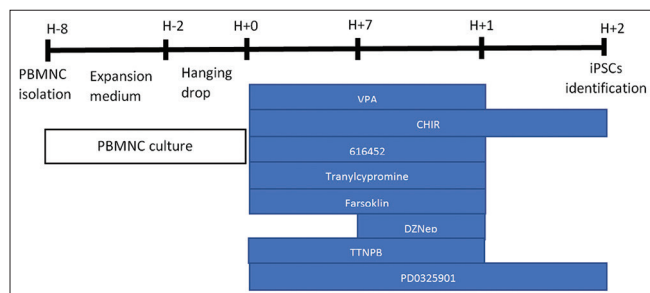 H-8
H-2
H+0
H+7
H+1
H+2
PBMNC
isolation
Expansion
medium
Hanging
drop
iPSCs
identification
PBMNC culture
VPA
CHIR
616452
Tranylcypromine
Farsoklin
DZNep
TTNPB
PD0325901